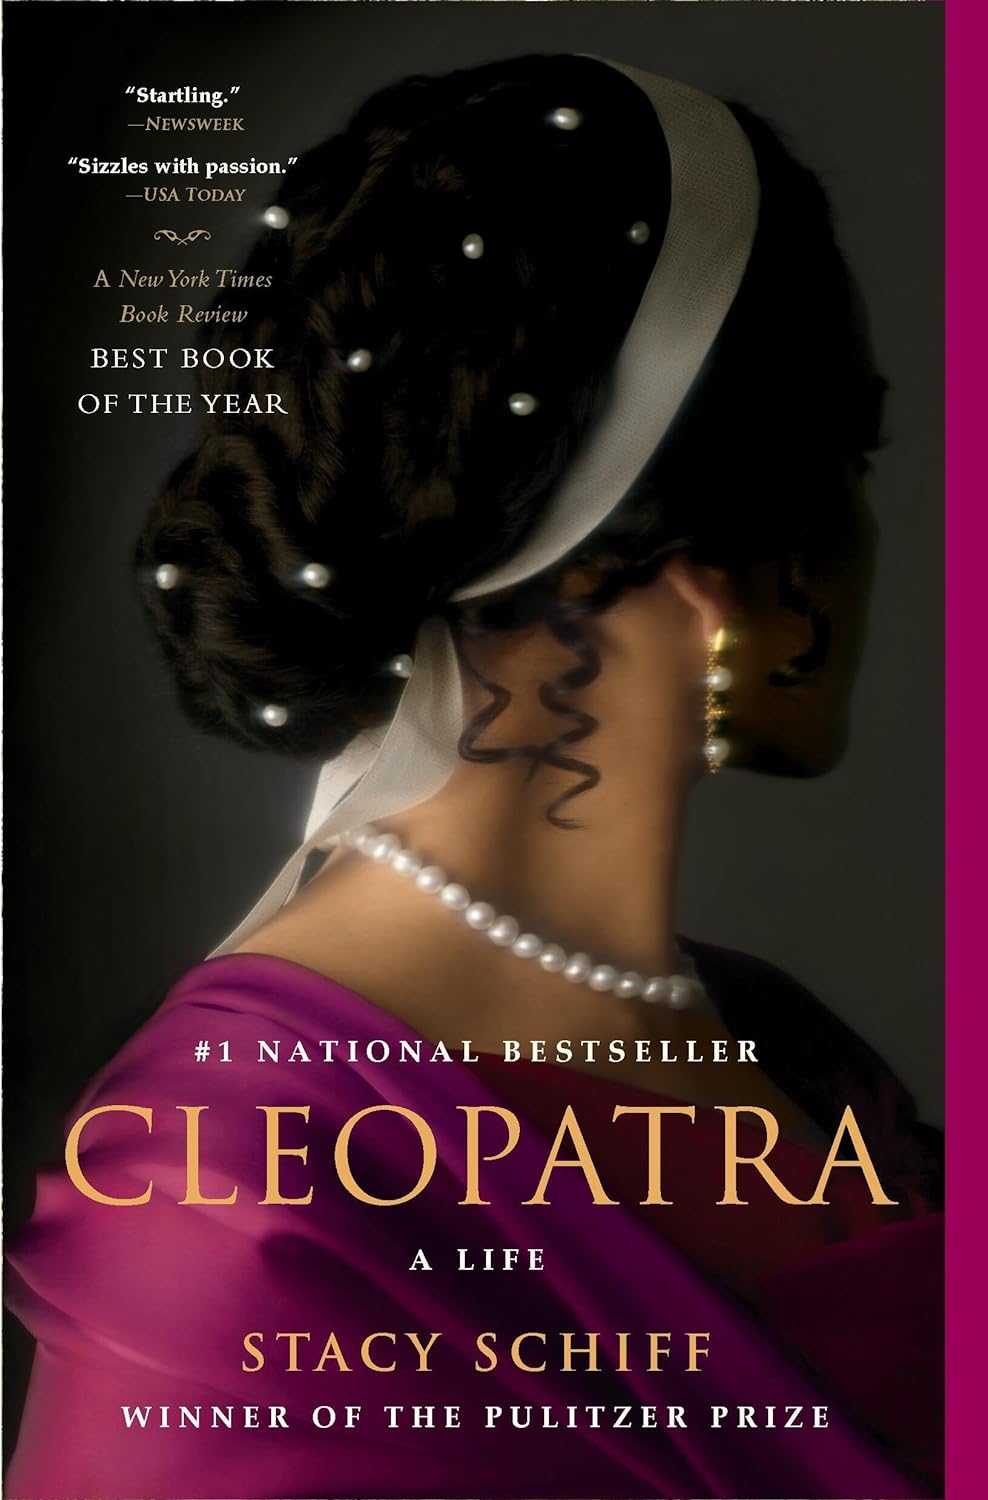 “Startling.”
—NEWSWEEK
“Sizzles with passion.”
—USA TODAY
A New York Times
Book Review
BEST BOOK
OF THE YEAR
#1 NATIONAL BESTSELLER
CLEOPATRA
A LIFE
STACY SCHIFF
WINNER OF THE PULITZER PRIZE